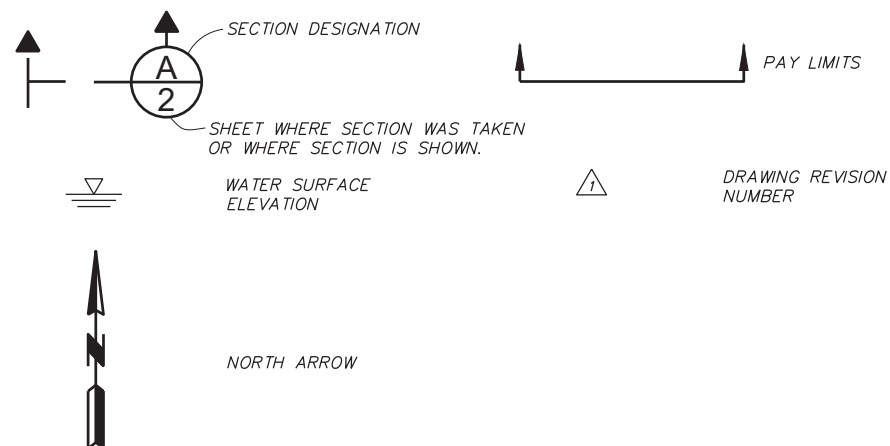 SECTION DESIGNATION
A
2
PAY LIMITS
SHEET WHERE SECTION WAS TAKEN
OR WHERE SECTION IS SHOWN.
WATER SURFACE
ELEVATION
1
DRAWING REVISION
NUMBER
N
NORTH ARROW